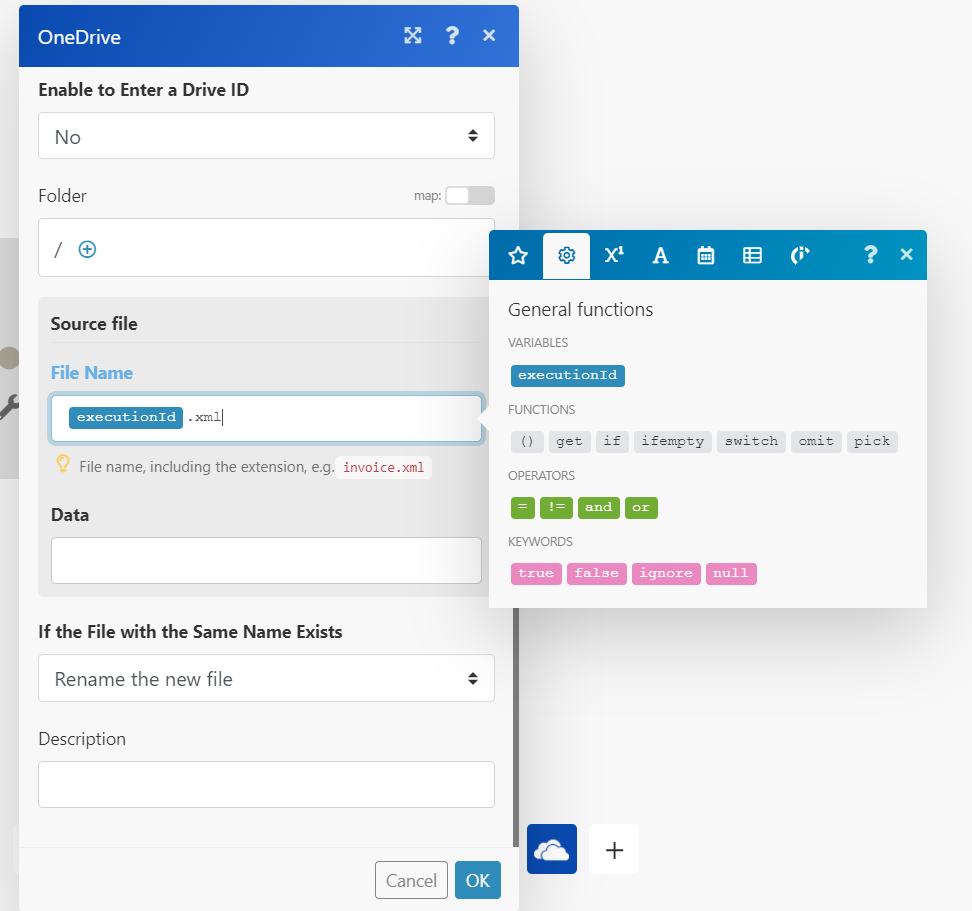 OneDrive
Enable to Enter a Drive ID
No
Folder
map:
/
Source file
File Name
executionId .xml
File name, including the extension, e.g. invoice.xml
Data
If the File with the Same Name Exists
Rename the new file
Description
Cancel OK
General functions
VARIABLES
executionId
FUNCTIONS
() get if ifempty switch omit pick
OPERATORS
= != and or
KEYWORDS
true false ignore null